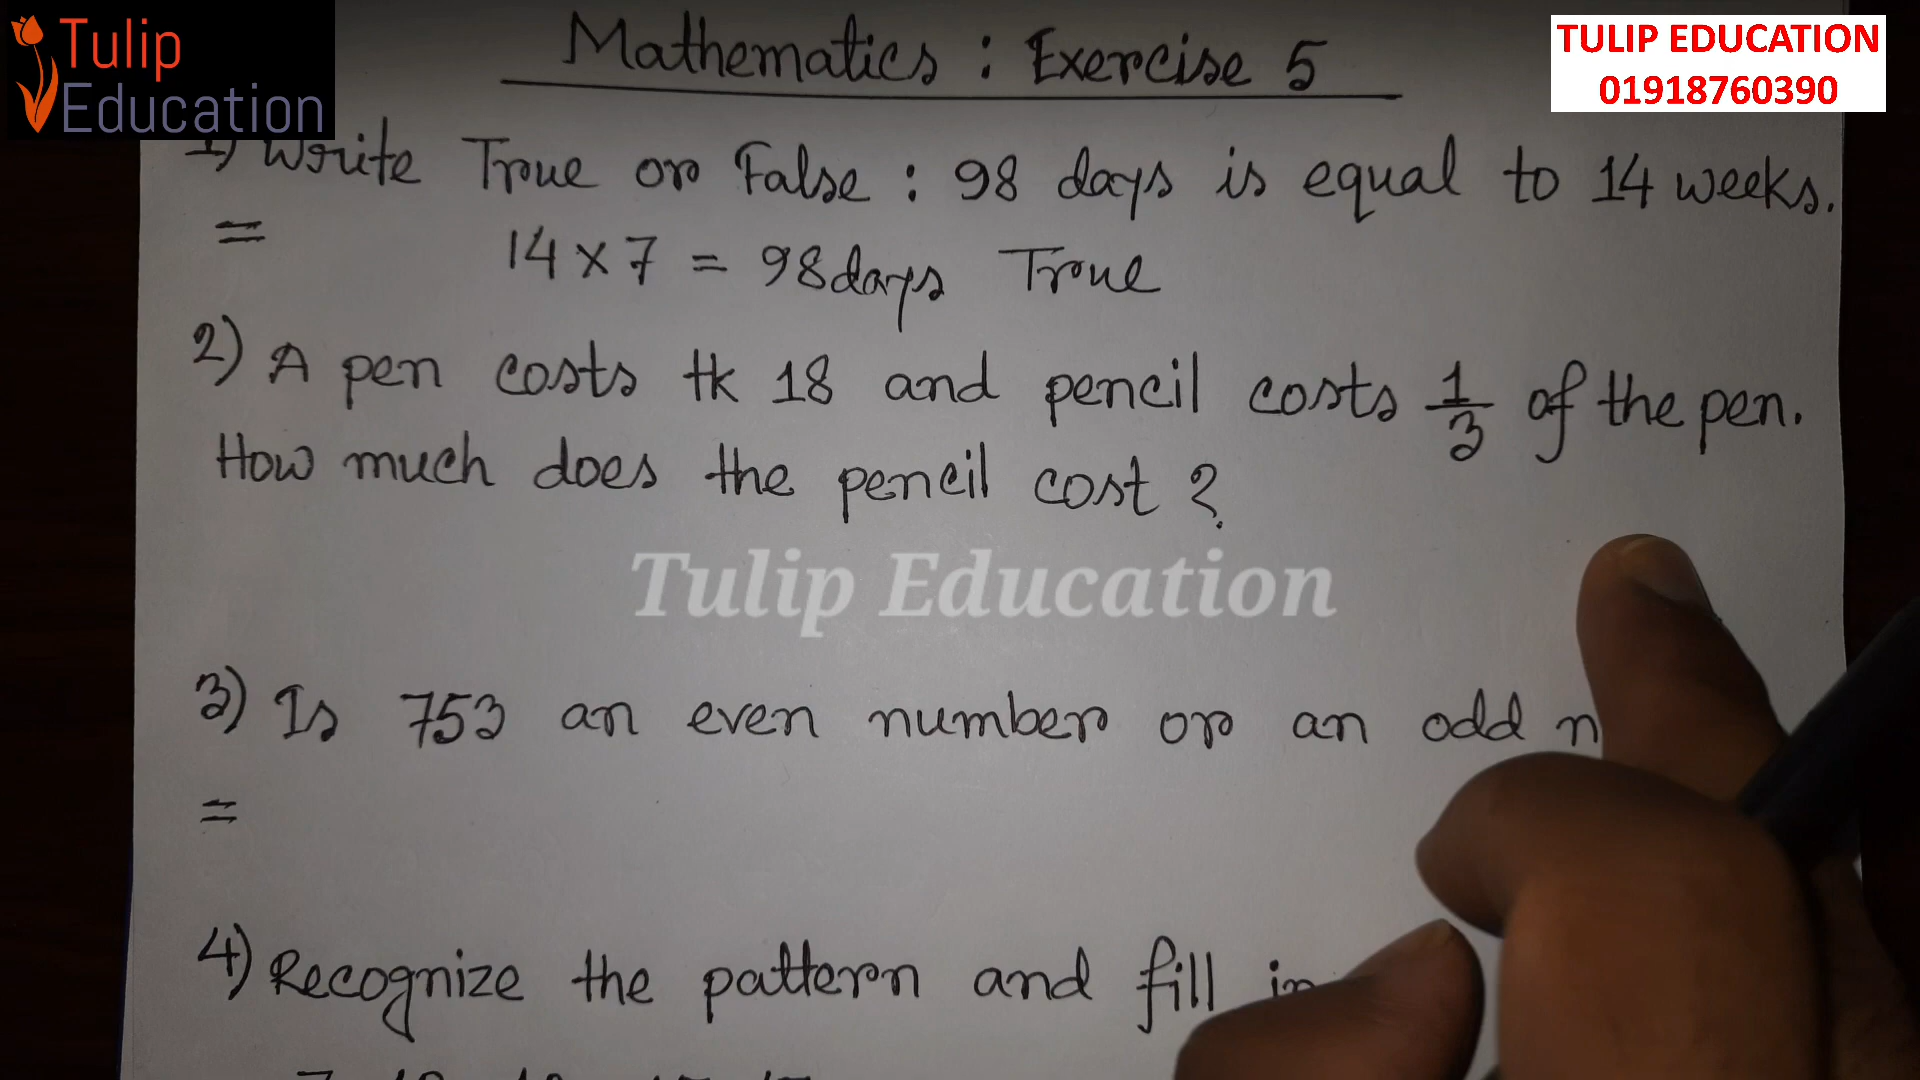 Tulip
Education
TULIP EDUCATION
01918760390
Mathematics : Exercise 5
1) Write True or False : 98 days is equal to 14 weeks.
=
14 x 7 = 98 days True
2) A pen costs tk 18 and pencil costs 1/3 of the pen.
How much does the pencil cost ?
Tulip Education
3) Is 753 an even number or an odd n
=
4) Recognize the pattern and fill in